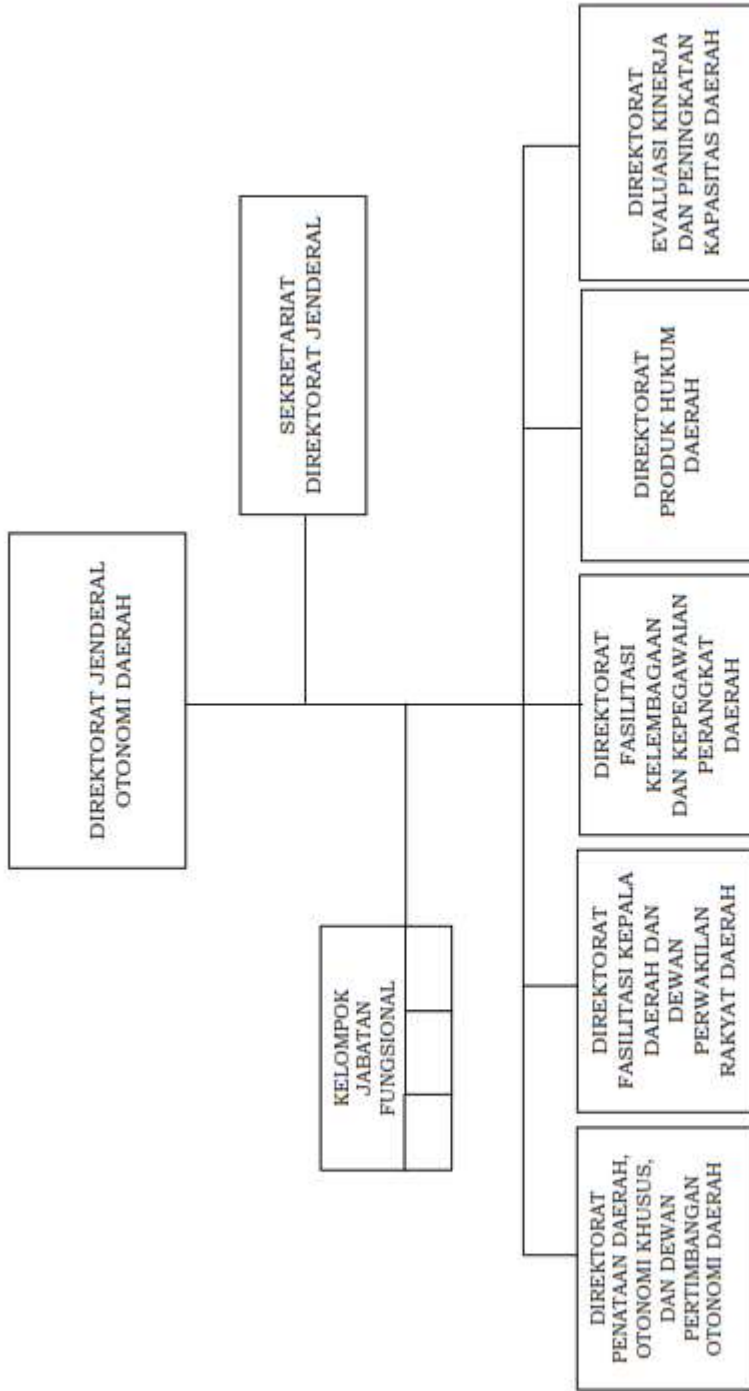 DIREKTORAT JENDERAL
OTONOMI DAERAH
SEKRETARIAT
DIREKTORAT JENDERAL
KELOMPOK
JABATAN
FUNGSIONAL
DIREKTORAT
PENATAAN DAERAH,
OTONOMI KHUSUS,
DAN DEWAN
PERTIMBANGAN
OTONOMI DAERAH
DIREKTORAT
FASILITASI KEPALA
DAERAH DAN
DEWAN
PERWAKILAN
RAKYAT DAERAH
DIREKTORAT
FASILITASI
KELEMBAGAAN
DAN KEPEGAWAIAN
PERANGKAT
DAERAH
DIREKTORAT
PRODUK HUKUM
DAERAH
DIREKTORAT
EVALUASI KINERJA
DAN PENINGKATAN
KAPASITAS DAERAH